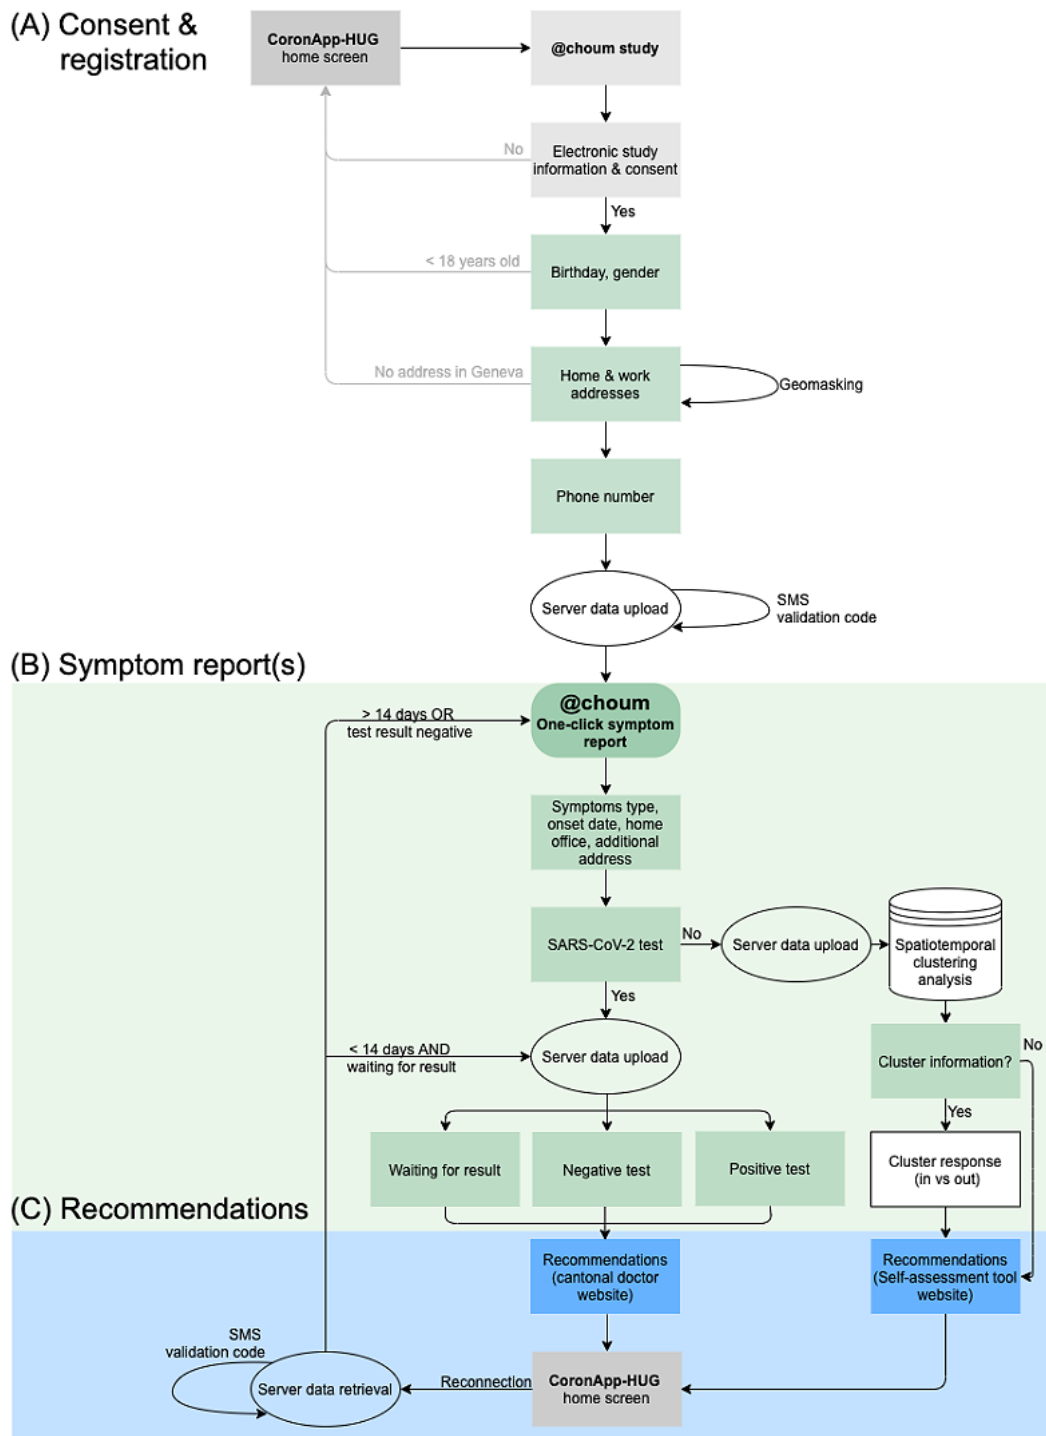 (A) Consent &
registration
CoronApp-HUG
home screen
@choum study
No
Electronic study
information & consent
Yes
< 18 years old
Birthday, gender
No address in Geneva
Home & work
addresses
Geomasking
Phone number
Server data upload
SMS
validation code
(B) Symptom report(s)
> 14 days OR
test result negative
@choum
One-click symptom
report
Symptoms type,
onset date, home
office, additional
address
SARS-CoV-2 test
No
Server data upload
Spatiotemporal
clustering
analysis
Yes
< 14 days AND
waiting for result
Server data upload
Cluster information?
No
Yes
Waiting for result
Negative test
Positive test
Cluster response
(in vs out)
(C) Recommendations
Recommendations
(cantonal doctor
website)
Recommendations
(Self-assessment tool
website)
SMS
validation code
Server data retrieval
Reconnection
CoronApp-HUG
home screen